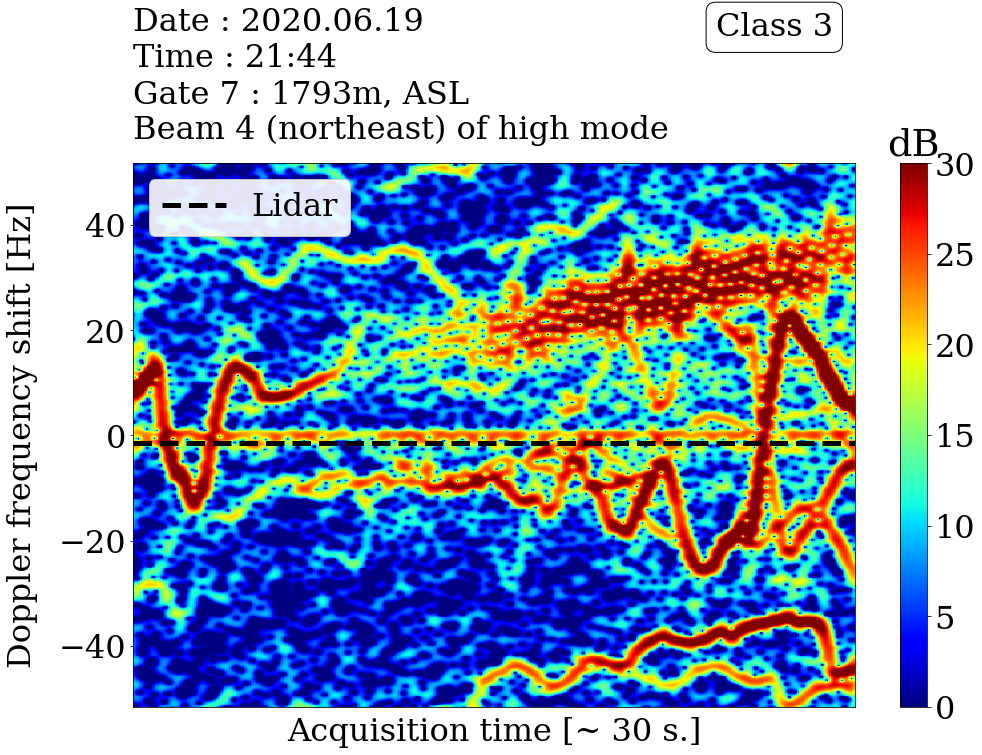 Date : 2020.06.19
Time : 21:44
Gate 7 : 1793m, ASL
Beam 4 (northeast) of high mode
Class 3
dB
Lidar
Doppler frequency shift [Hz]
40
20
0
−20
−40
30
25
20
15
10
5
0
Acquisition time [~ 30 s.]